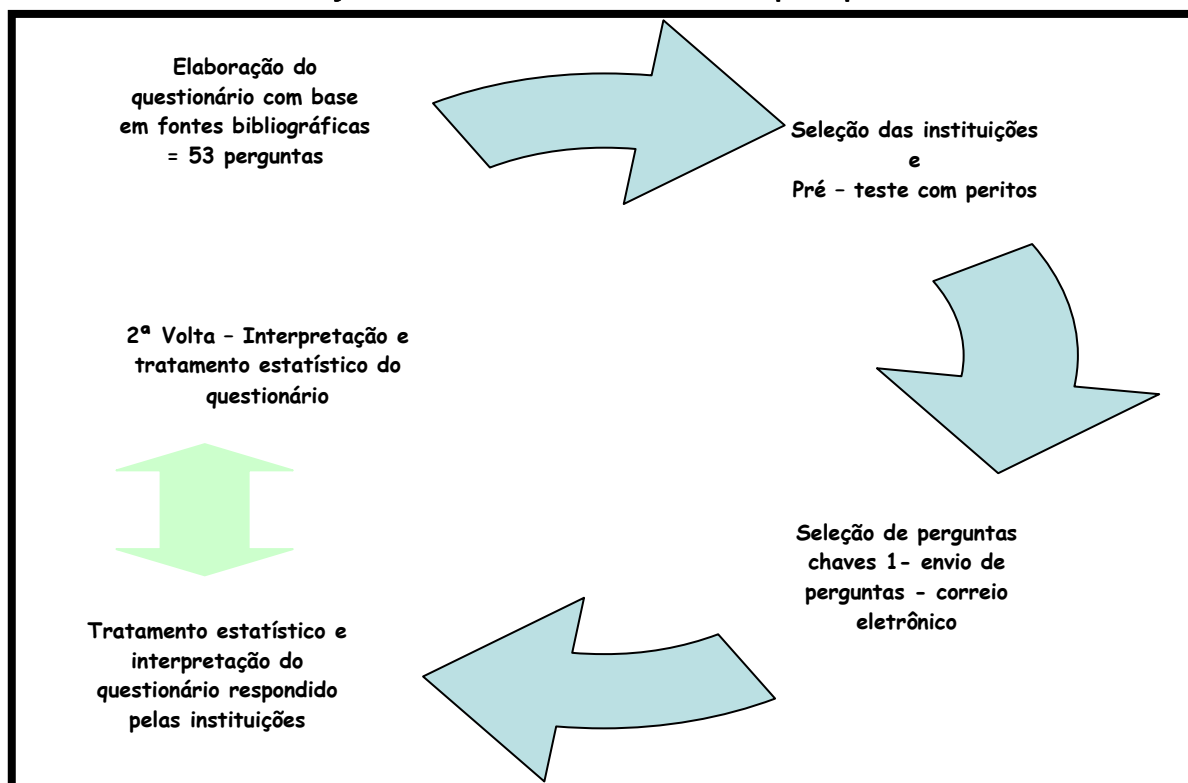 Elaboração do
questionário com base
em fontes bibliográficas
= 53 perguntas
Seleção das instituições
e
Pré - teste com peritos
Seleção de perguntas
chaves 1- envio de
perguntas - correio
eletrônico
Tratamento estatístico e
interpretação do
questionário respondido
pelas instituições
2ª Volta – Interpretação e
tratamento estatístico do
questionário